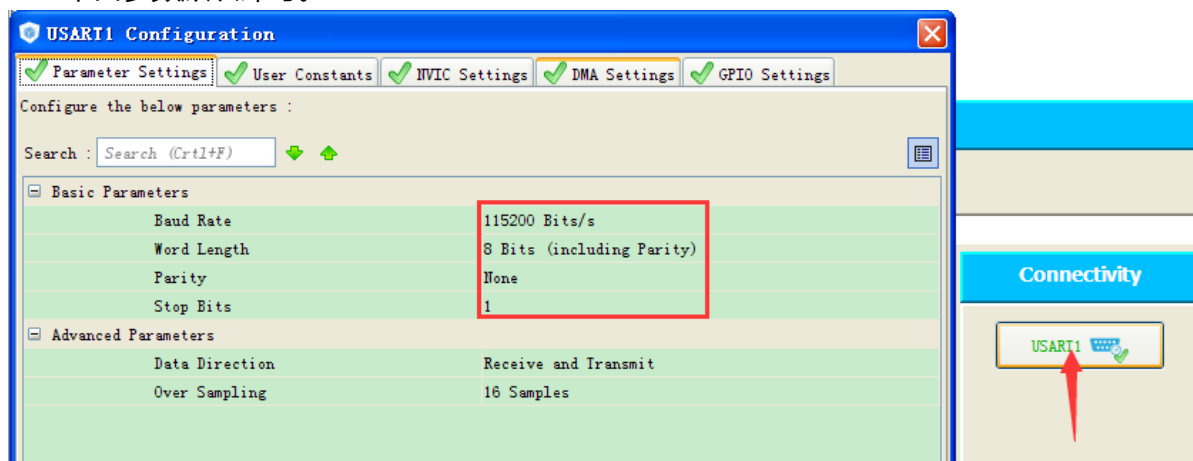 USART1 Configuration
Parameter Settings
User Constants
NVIC Settings
DMA Settings
GPIO Settings
Configure the below parameters :
Search : Search (Crtl+F)
Basic Parameters
Baud Rate 115200 Bits/s
Word Length 8 Bits (including Parity)
Parity None
Stop Bits 1
Advanced Parameters
Data Direction Receive and Transmit
Over Sampling 16 Samples
Connectivity
USART1